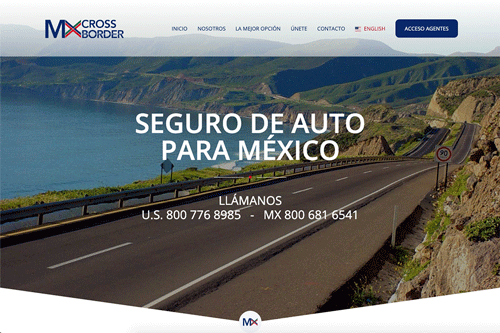 MX CROSS BORDER
INICIO NOSOTROS LA MEJOR OPCIÓN ÚNETE CONTACTO ENGLISH ACCESO AGENTES
SEGURO DE AUTO
PARA MÉXICO
LLÁMANOS
U.S. 800 776 8985 - MX 800 681 6541
MX